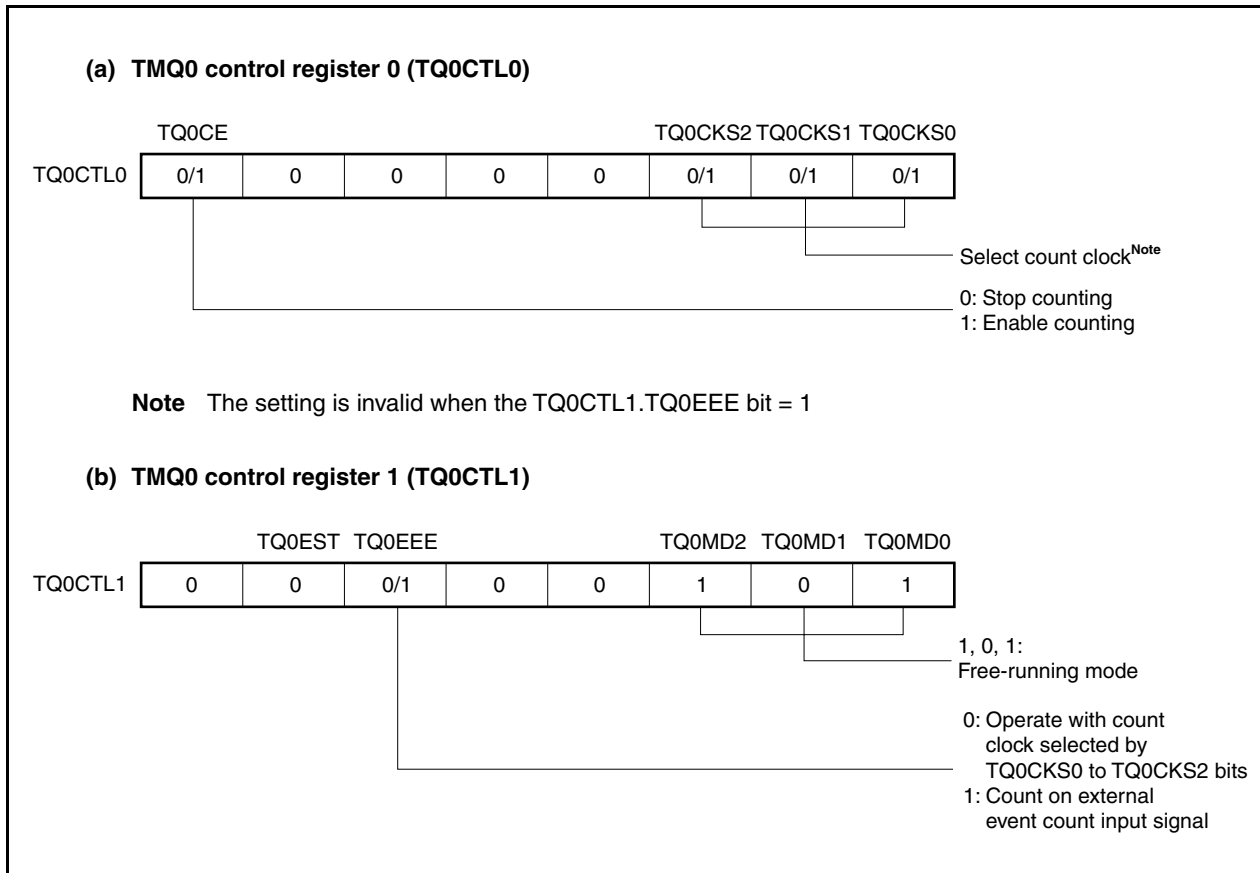 (a) TMQ0 control register 0 (TQ0CTL0)
TQ0CE TQ0CKS2 TQ0CKS1 TQ0CKS0
TQ0CTL0 0/1 0 0 0 0 0/1 0/1 0/1
Select count clockNote
0: Stop counting
1: Enable counting
Note The setting is invalid when the TQ0CTL1.TQ0EEE bit = 1
(b) TMQ0 control register 1 (TQ0CTL1)
TQ0EST TQ0EEE TQ0MD2 TQ0MD1 TQ0MD0
TQ0CTL1 0 0 0/1 0 0 1 0 1
1, 0, 1:
Free-running mode
0: Operate with count
clock selected by
TQ0CKS0 to TQ0CKS2 bits
1: Count on external
event count input signal